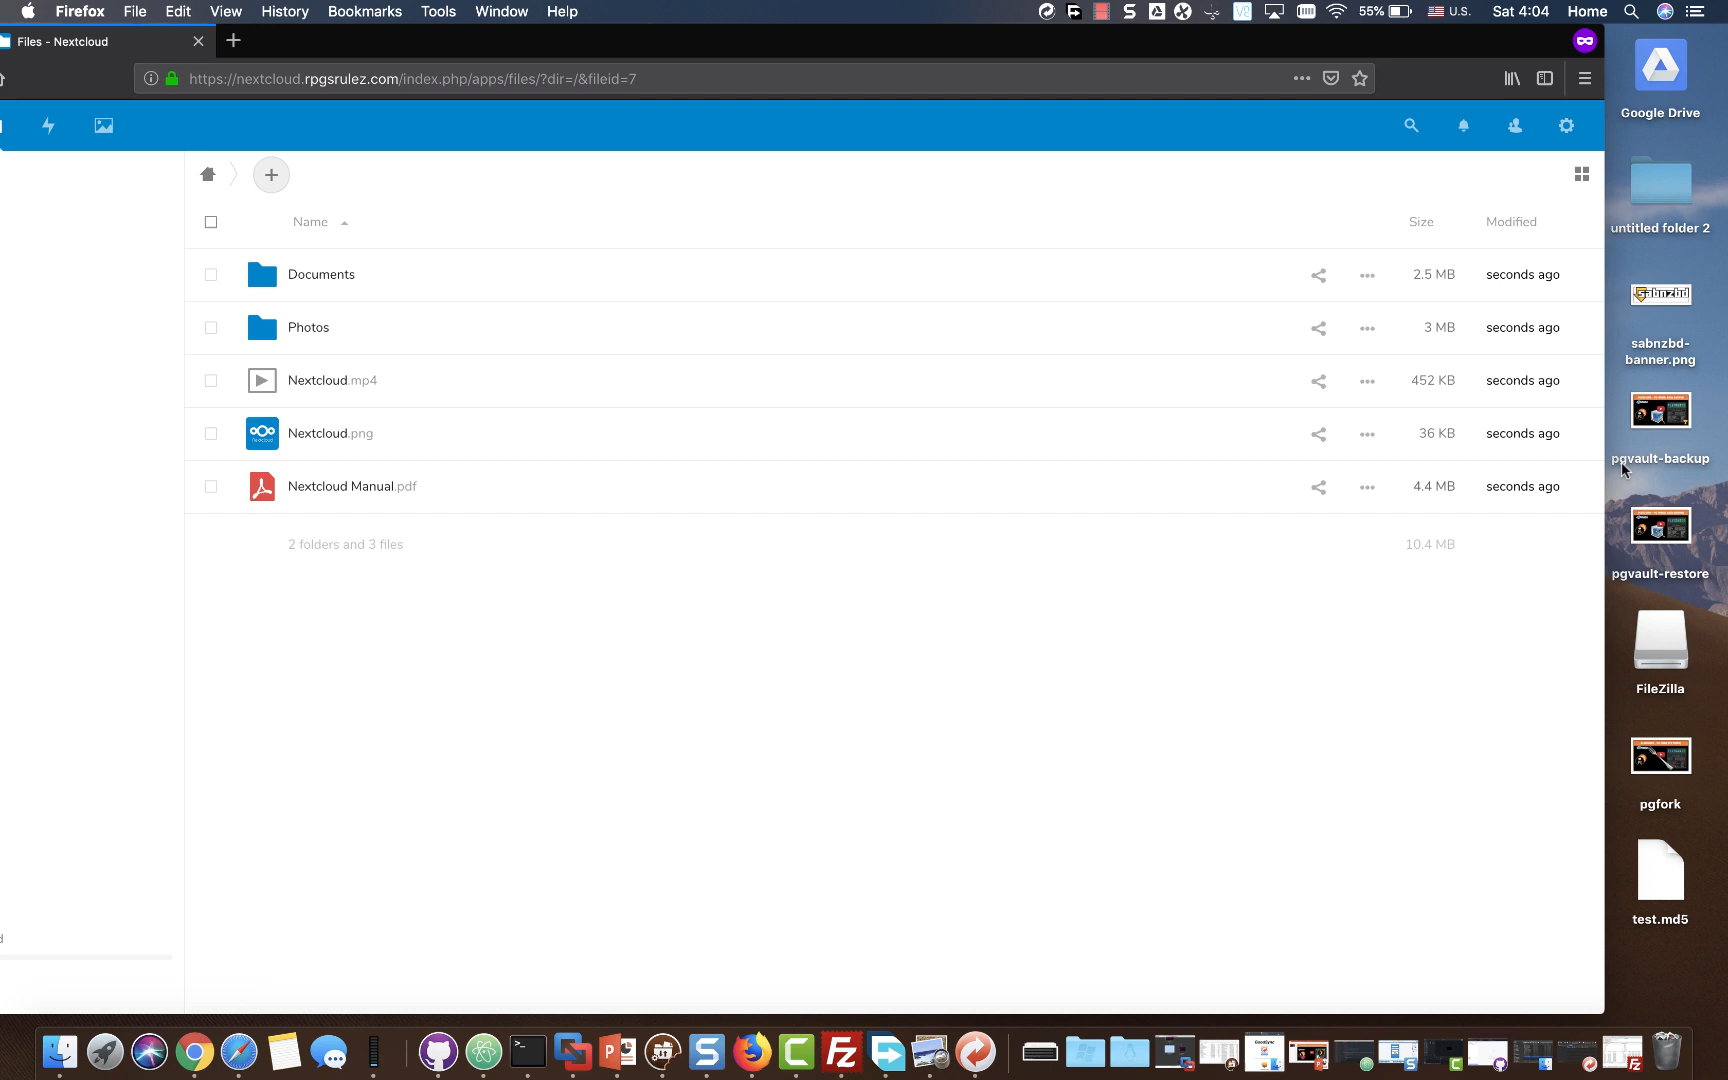 Firefox File Edit View History Bookmarks Tools Window Help 55% U.S. Sat 4:04 Home
Files - Nextcloud
https://nextcloud.rpgsrulez.com/index.php/apps/files/?dir=/&fileid=7
Name Size Modified
Documents 2.5 MB seconds ago
Photos 3 MB seconds ago
Nextcloud.mp4 452 KB seconds ago
Nextcloud.png 36 KB seconds ago
Nextcloud Manual.pdf 4.4 MB seconds ago
2 folders and 3 files 10.4 MB
d
Google Drive
untitled folder 2
sabnzbd
sabnzbd-
banner.png
pgvault-backup
pgvault-restore
FileZilla
pgfork
test.md5